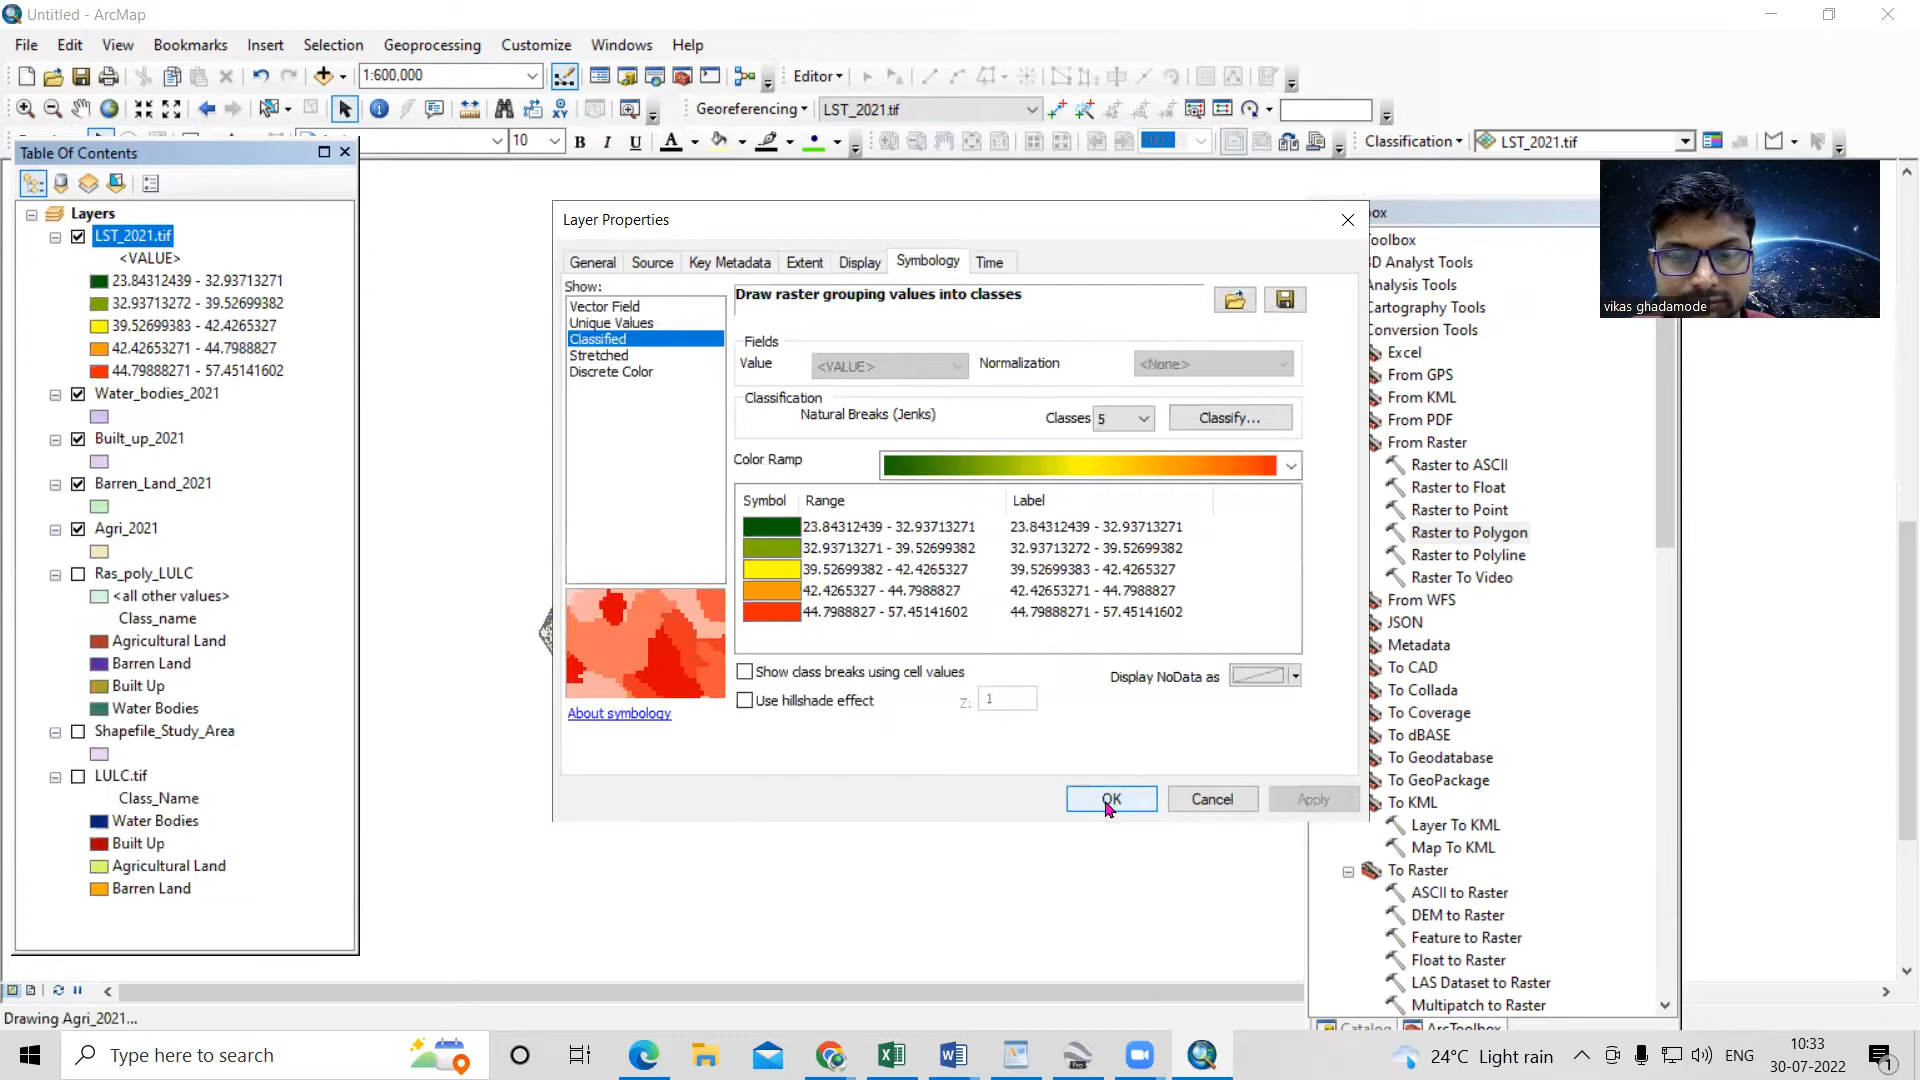 Untitled - ArcMap
File Edit View Bookmarks Insert Selection Geoprocessing Customize Windows Help
1:600,000
Editor
Georeferencing LST_2021.tif
10 B I U A
Classification LST_2021.tif
Table Of Contents
Layers
LST_2021.tif
<VALUE>
23.84312439 - 32.93713271
32.93713272 - 39.52699382
39.52699383 - 42.4265327
42.42653271 - 44.7988827
44.79888271 - 57.45141602
Water_bodies_2021
Built_up_2021
Barren_Land_2021
Agri_2021
Ras_poly_LULC
<all other values>
Class_name
Agricultural Land
Barren Land
Built Up
Water Bodies
Shapefile_Study_Area
LULC.tif
Class_Name
Water Bodies
Built Up
Agricultural Land
Barren Land
Layer Properties
General Source Key Metadata Extent Display Symbology Time
Show:
Vector Field
Unique Values
Classified
Stretched
Discrete Color
About symbology
Draw raster grouping values into classes
Fields
Value <VALUE> Normalization <None>
Classification
Natural Breaks (Jenks) Classes 5 Classify...
Color Ramp
Symbol Range Label
23.84312439 - 32.93713271 23.84312439 - 32.93713271
32.93713271 - 39.52699382 32.93713272 - 39.52699382
39.52699382 - 42.4265327 39.52699383 - 42.4265327
42.4265327 - 44.7988827 42.42653271 - 44.7988827
44.7988827 - 57.45141602 44.79888271 - 57.45141602
Show class breaks using cell values Display NoData as
Use hillshade effect Z: 1
OK Cancel Apply
ox
oolbox
D Analyst Tools
nalysis Tools
artography Tools
onversion Tools
Excel
From GPS
From KML
From PDF
From Raster
Raster to ASCII
Raster to Float
Raster to Point
Raster to Polygon
Raster to Polyline
Raster To Video
From WFS
JSON
Metadata
To CAD
To Collada
To Coverage
To dBASE
To Geodatabase
To GeoPackage
To KML
Layer To KML
Map To KML
To Raster
ASCII to Raster
DEM to Raster
Feature to Raster
Float to Raster
LAS Dataset to Raster
Multipatch to Raster
Catalog ArcToolbox
vikas ghadamode
Drawing Agri_2021...
Type here to search
24°C Light rain
ENG
10:33
30-07-2022
1